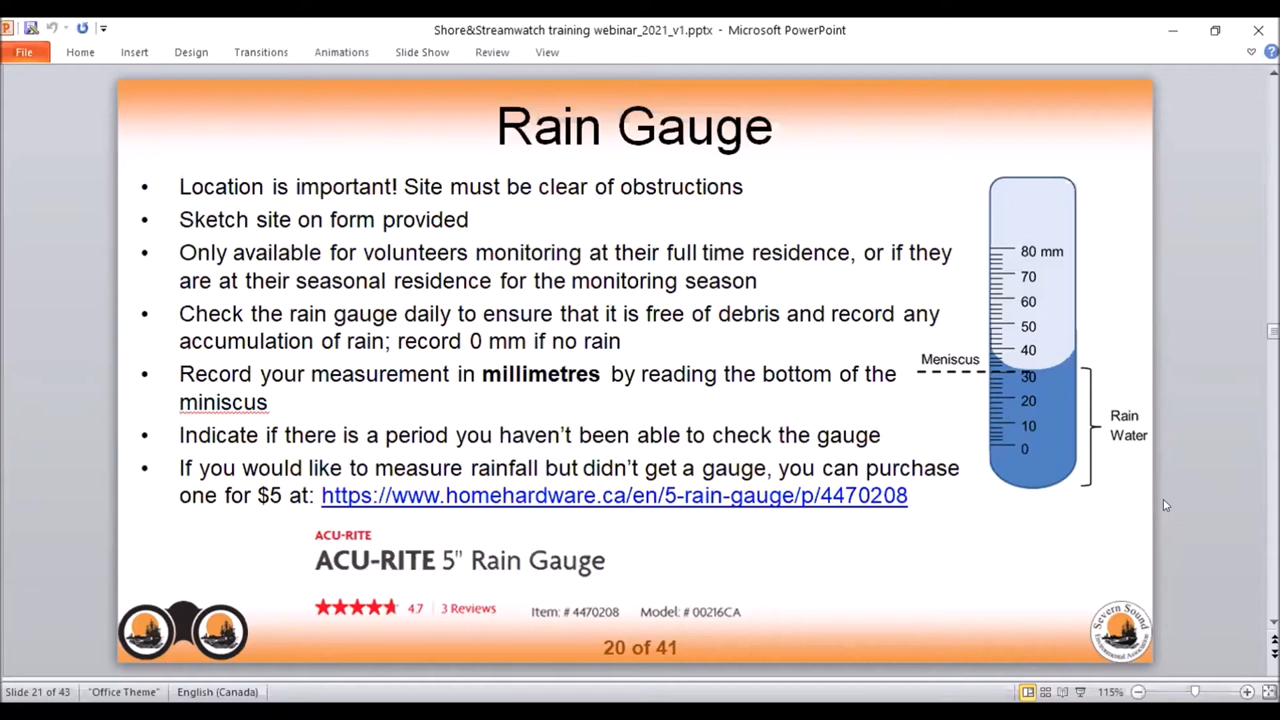 Shore&Streamwatch training webinar_2021_v1.pptx - Microsoft PowerPoint
File Home Insert Design Transitions Animations Slide Show Review View
Rain Gauge
• Location is important! Site must be clear of obstructions
• Sketch site on form provided
• Only available for volunteers monitoring at their full time residence, or if they
are at their seasonal residence for the monitoring season
• Check the rain gauge daily to ensure that it is free of debris and record any
accumulation of rain; record 0 mm if no rain
• Record your measurement in millimetres by reading the bottom of the
miniscus
• Indicate if there is a period you haven't been able to check the gauge
• If you would like to measure rainfall but didn't get a gauge, you can purchase
one for $5 at: https://www.homehardware.ca/en/5-rain-gauge/p/4470208
80 mm
70
60
50
40
30
20
10
0
Meniscus
Rain
Water
ACU-RITE
ACU-RITE 5" Rain Gauge
4.7 | 3 Reviews Item: # 4470208 Model: # 00216CA
Severn Sound
Environmental Association
20 of 41
Slide 21 of 43 "Office Theme" English (Canada) 115%